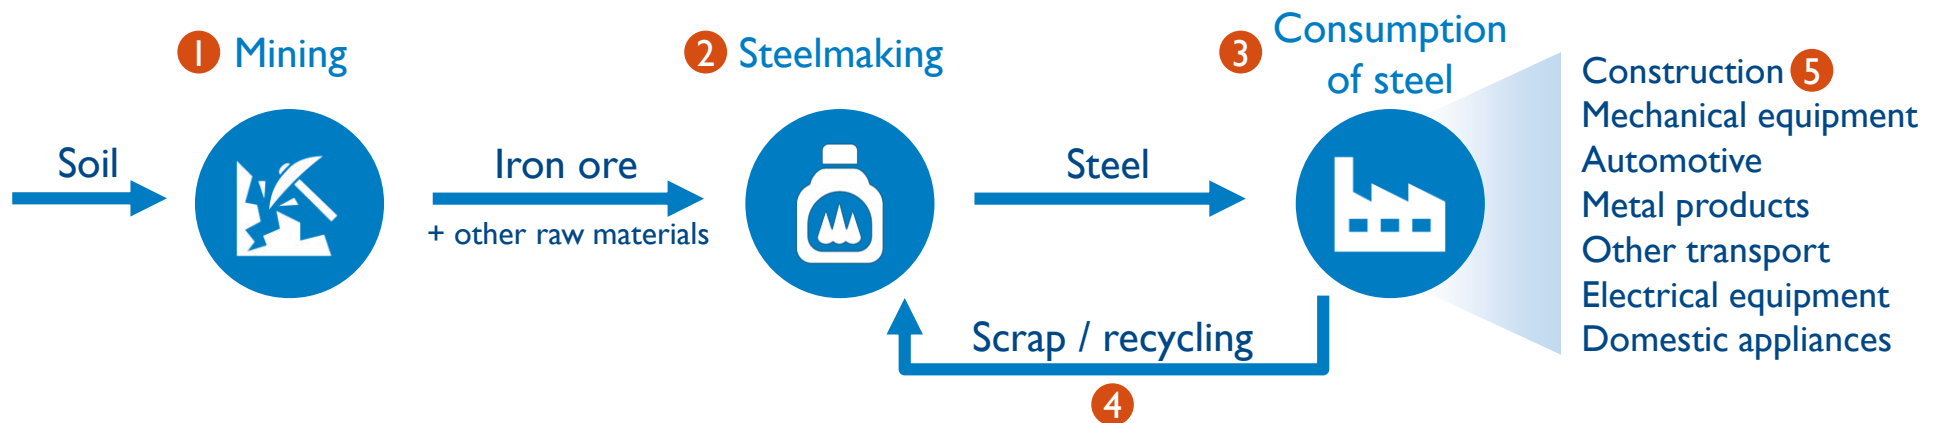 1 Mining
2 Steelmaking
3 Consumption
of steel
Soil
Iron ore
+ other raw materials
Steel
Scrap / recycling
4
Construction 5
Mechanical equipment
Automotive
Metal products
Other transport
Electrical equipment
Domestic appliances